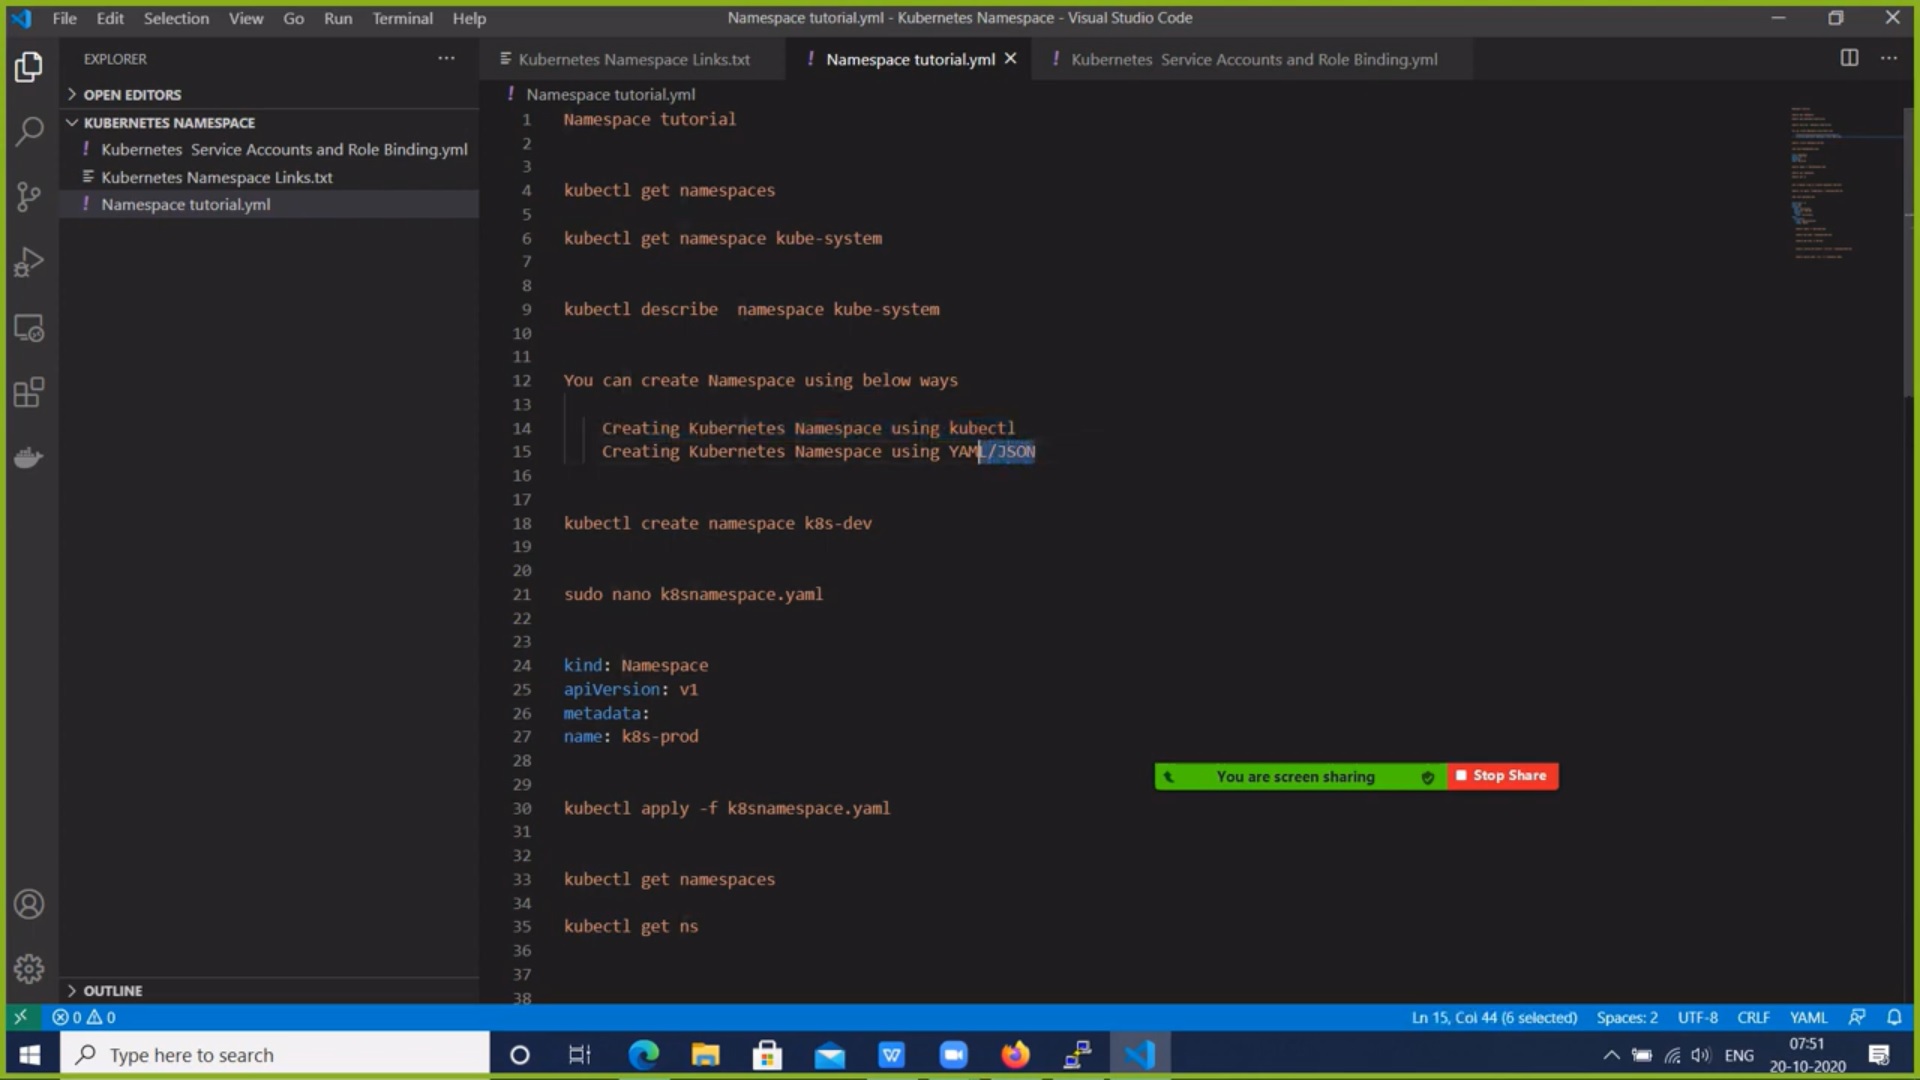 File Edit Selection View Go Run Terminal Help
Namespace tutorial.yml - Kubernetes Namespace - Visual Studio Code
EXPLORER
OPEN EDITORS
KUBERNETES NAMESPACE
! Kubernetes Service Accounts and Role Binding.yml
Kubernetes Namespace Links.txt
! Namespace tutorial.yml
OUTLINE
Kubernetes Namespace Links.txt
! Namespace tutorial.yml
! Kubernetes Service Accounts and Role Binding.yml
! Namespace tutorial.yml
1 Namespace tutorial
2
3
4 kubectl get namespaces
5
6 kubectl get namespace kube-system
7
8
9 kubectl describe  namespace kube-system
10
11
12 You can create Namespace using below ways
13
14 Creating Kubernetes Namespace using kubectl
15 Creating Kubernetes Namespace using YAML/JSON
16
17
18 kubectl create namespace k8s-dev
19
20
21 sudo nano k8snamespace.yaml
22
23
24 kind: Namespace
25 apiVersion: v1
26 metadata:
27 name: k8s-prod
28
29
30 kubectl apply -f k8snamespace.yaml
31
32
33 kubectl get namespaces
34
35 kubectl get ns
36
37
38
You are screen sharing
Stop Share
0 0
Ln 15, Col 44 (6 selected) Spaces: 2 UTF-8 CRLF YAML
Type here to search
ENG
07:51
20-10-2020